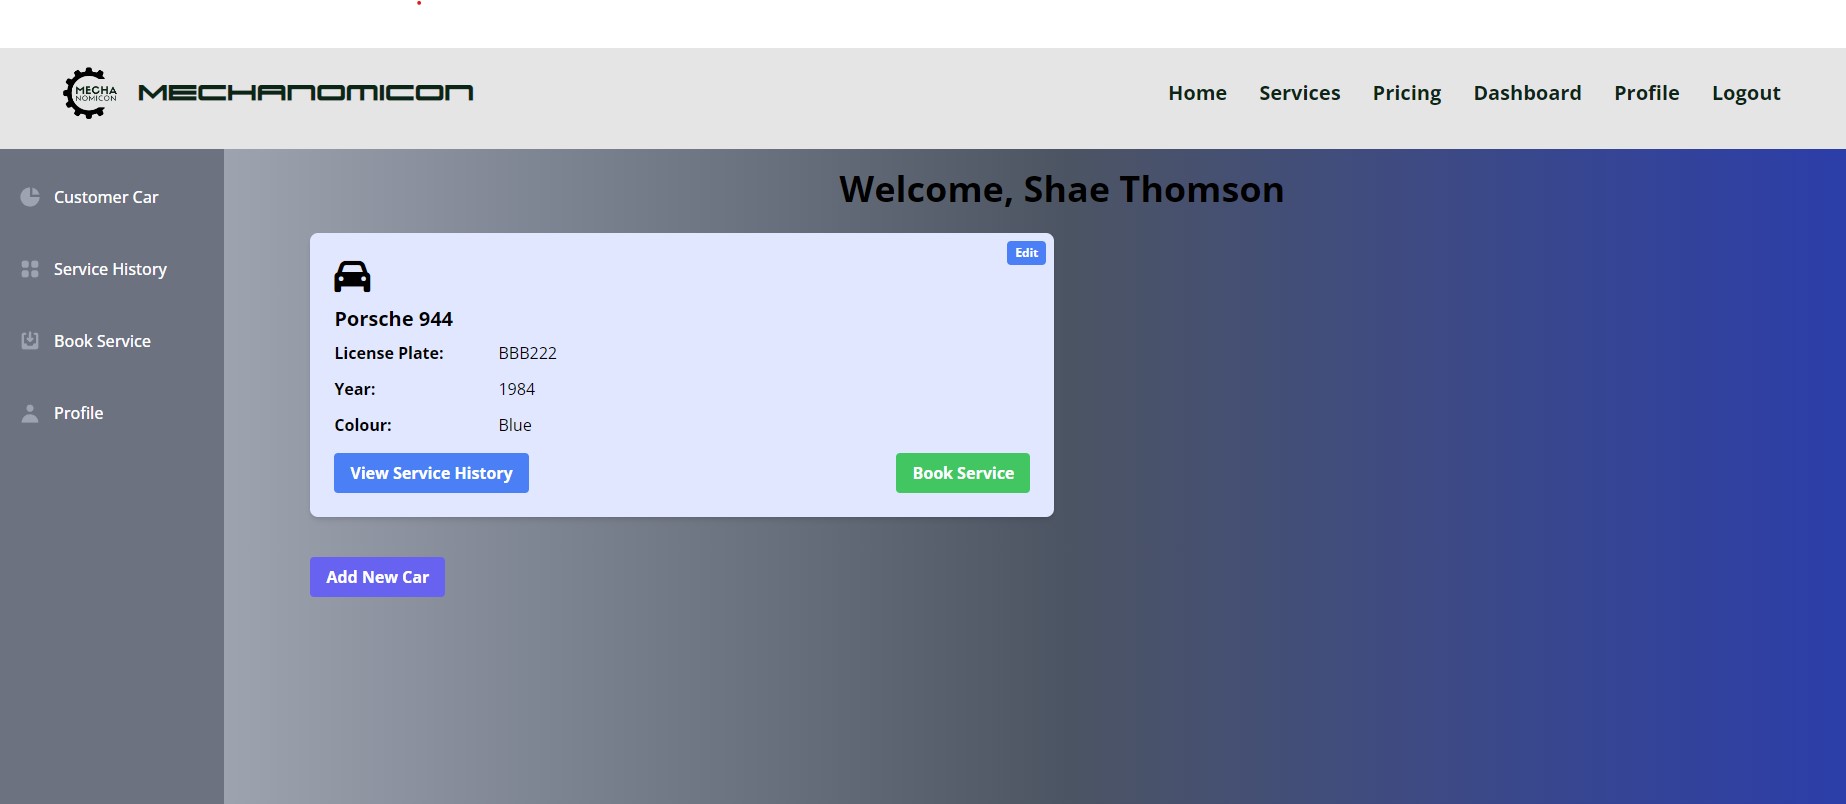 MECHA
NOMICON
MECHANOMICON
Home Services Pricing Dashboard Profile Logout
Customer Car
Service History
Book Service
Profile
Welcome, Shae Thomson
Edit
Porsche 944
License Plate: BBB222
Year: 1984
Colour: Blue
View Service History Book Service
Add New Car